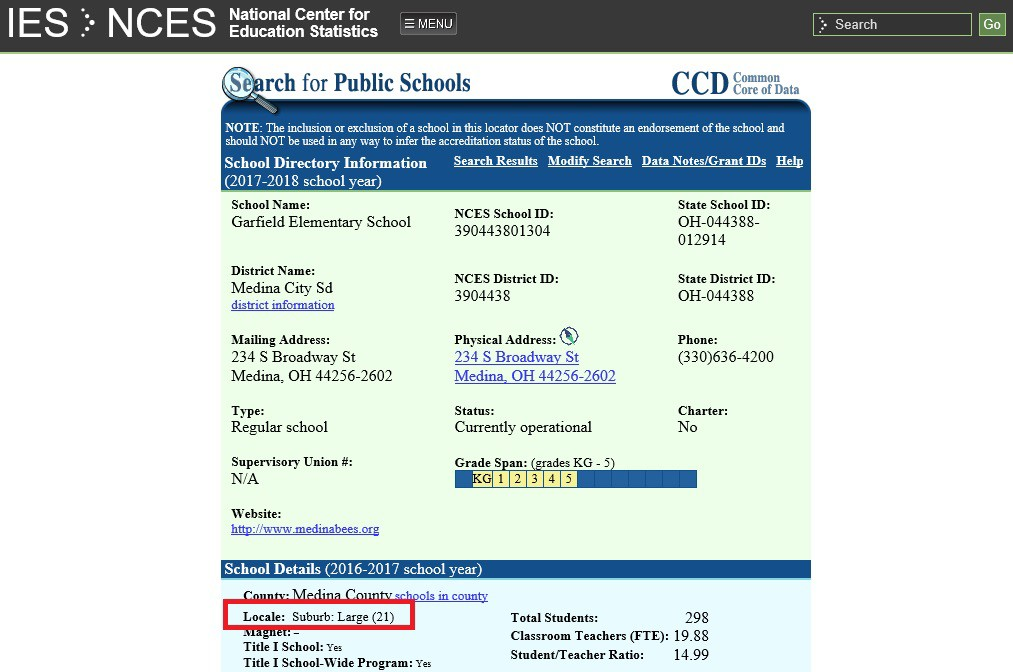 IES NCES National Center for
Education Statistics
☰ MENU
Search
Go
Search for Public Schools
CCD Common
Core of Data
NOTE: The inclusion or exclusion of a school in this locator does NOT constitute an endorsement of the school and
should NOT be used in any way to infer the accreditation status of the school.
School Directory Information
(2017-2018 school year)
Search Results Modify Search Data Notes/Grant IDs Help
School Name:
Garfield Elementary School
NCES School ID:
390443801304
State School ID:
OH-044388-
012914
District Name:
Medina City Sd
district information
NCES District ID:
3904438
State District ID:
OH-044388
Mailing Address:
234 S Broadway St
Medina, OH 44256-2602
Physical Address:
234 S Broadway St
Medina, OH 44256-2602
Phone:
(330)636-4200
Type:
Regular school
Status:
Currently operational
Charter:
No
Supervisory Union #:
N/A
Grade Span: (grades KG - 5)
KG 1 2 3 4 5
Website:
http://www.medinabees.org
School Details (2016-2017 school year)
County: Medina County schools in county
Locale: Suburb: Large (21)
Magnet: –
Title I School: Yes
Title I School-Wide Program: Yes
Total Students: 298
Classroom Teachers (FTE): 19.88
Student/Teacher Ratio: 14.99